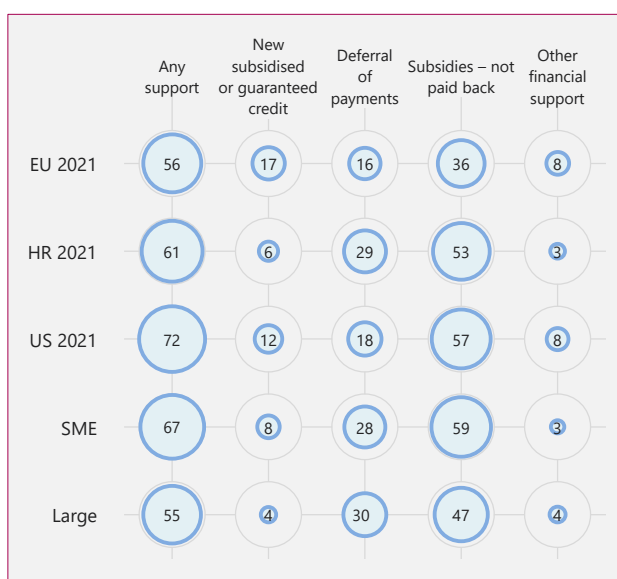 Any
support
New
subsidised
or guaranteed
credit
Deferral
of
payments
Subsidies – not
paid back
Other
financial
support
EU 2021 56 17 16 36 8
HR 2021 61 6 29 53 3
US 2021 72 12 18 57 8
SME 67 8 28 59 3
Large 55 4 30 47 4